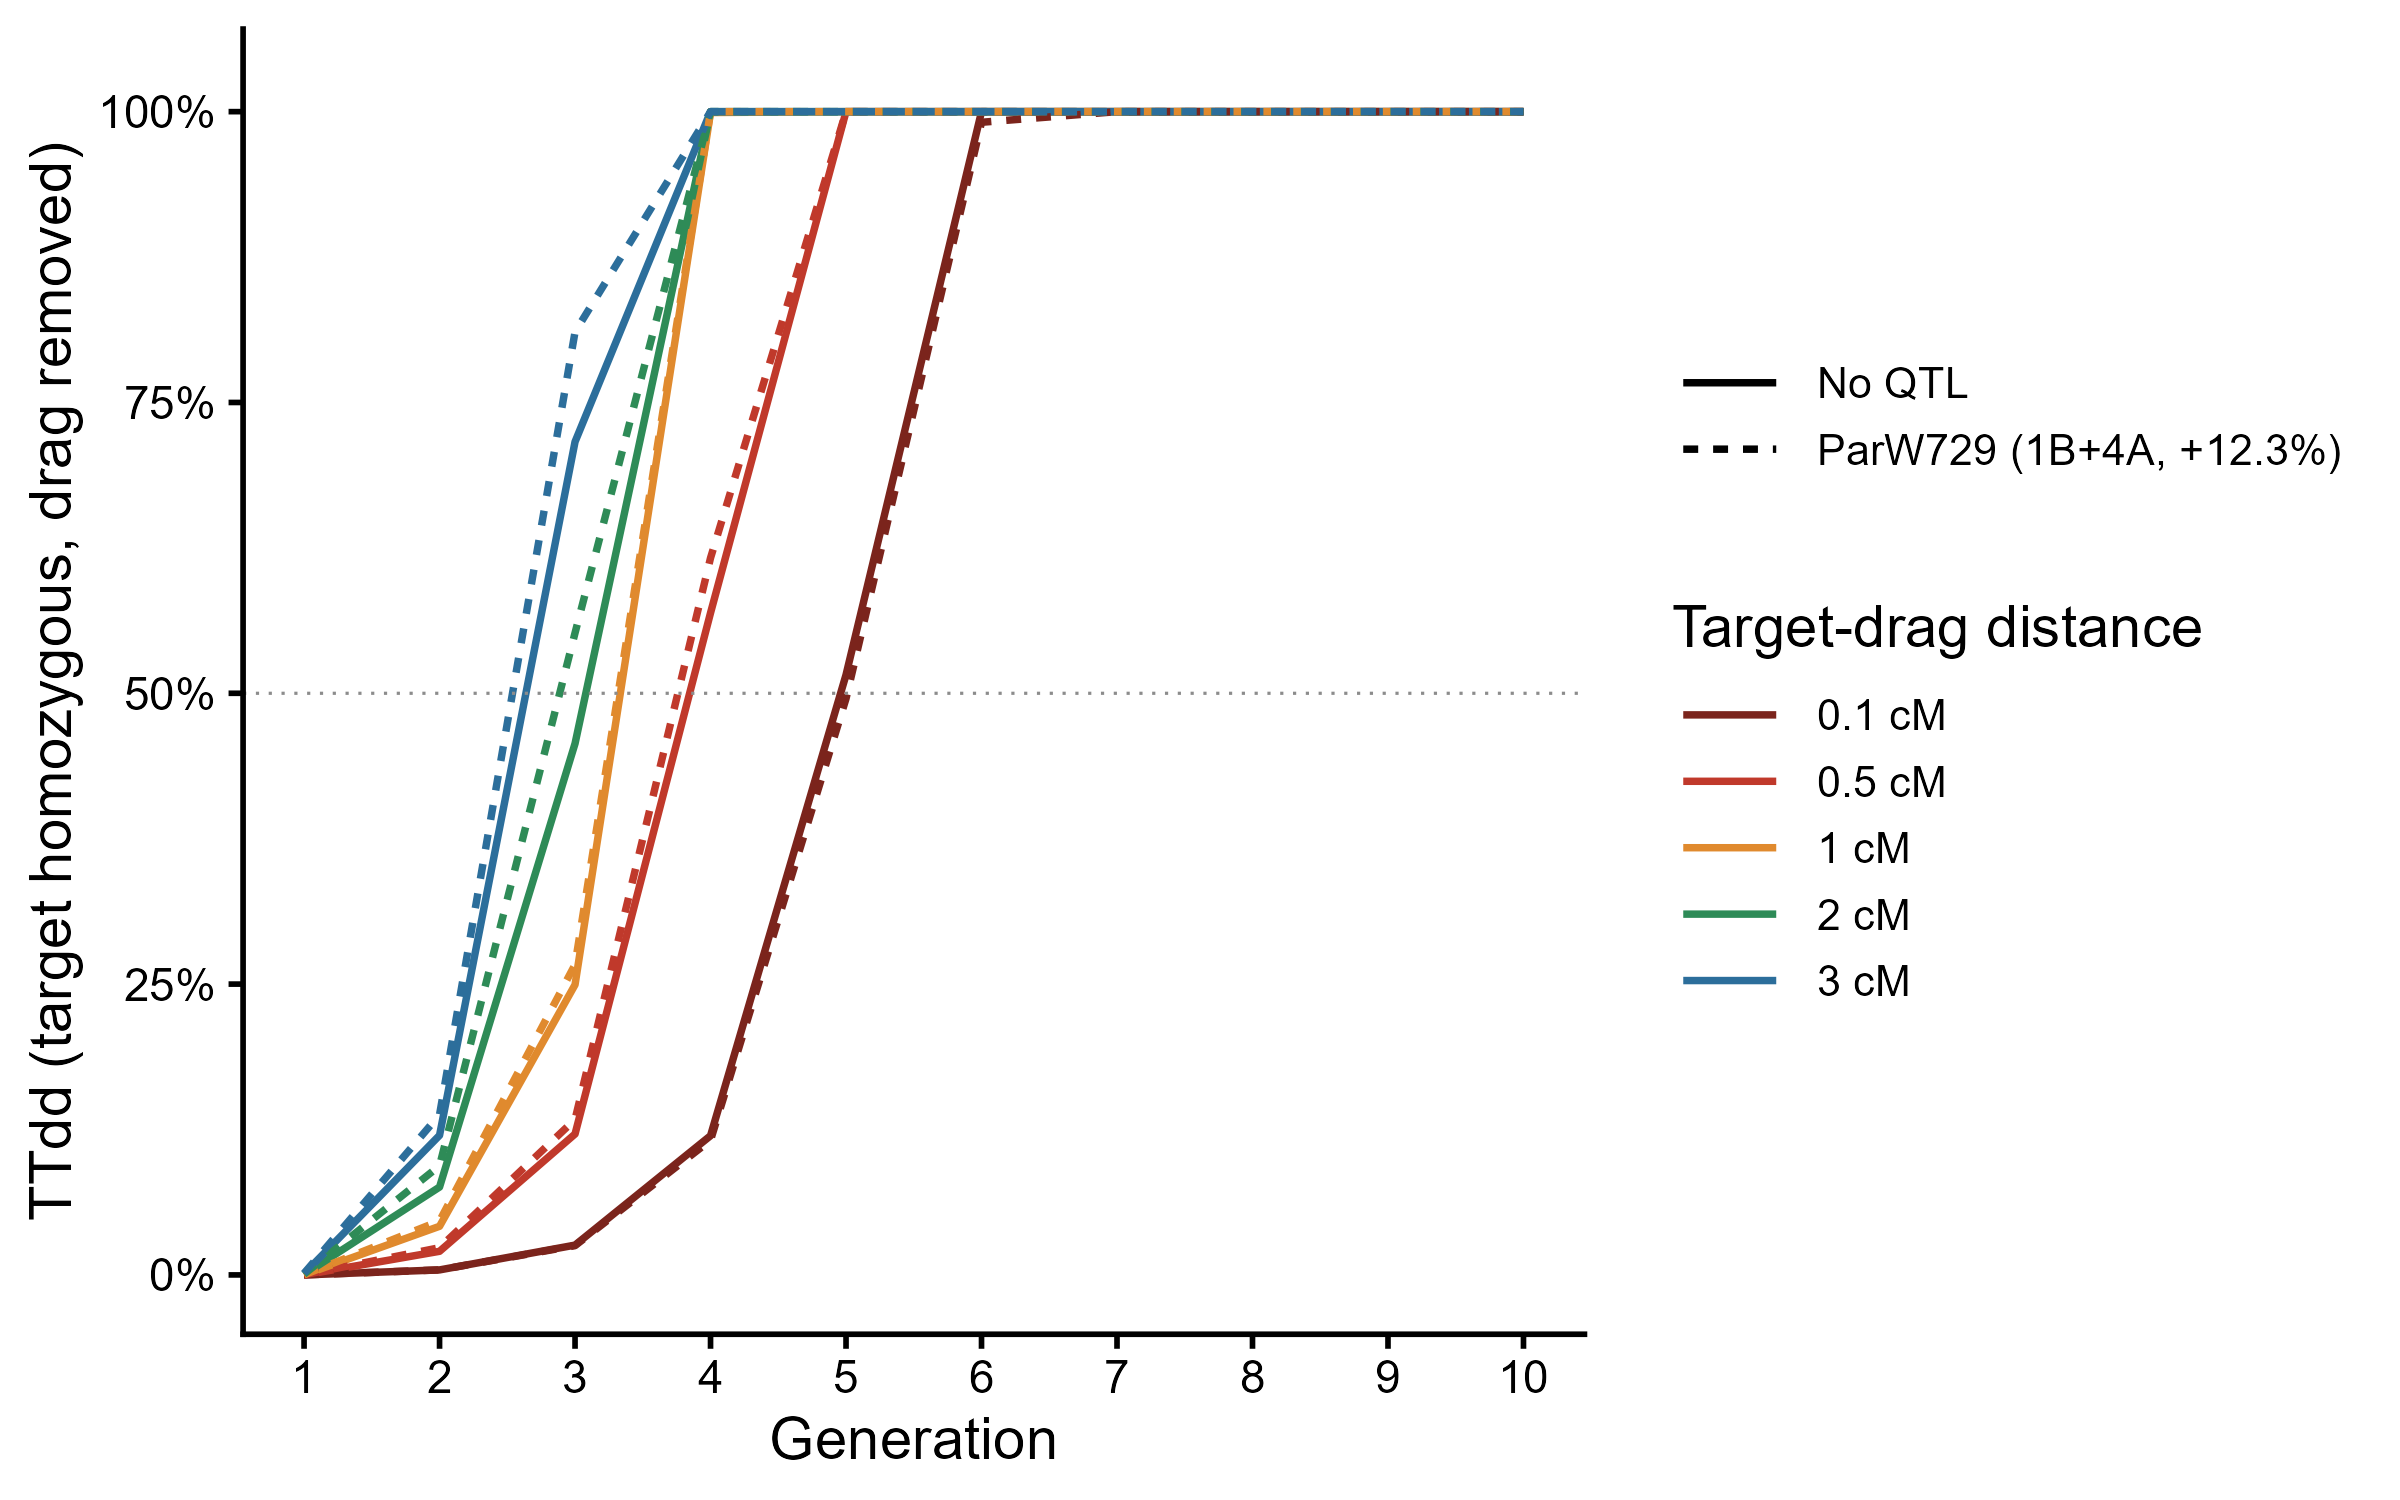 TTdd (target homozygous, drag removed)
100%
75%
50%
25%
0%
1 2 3 4 5 6 7 8 9 10
Generation
No QTL
ParW729 (1B+4A, +12.3%)
Target-drag distance
0.1 cM
0.5 cM
1 cM
2 cM
3 cM